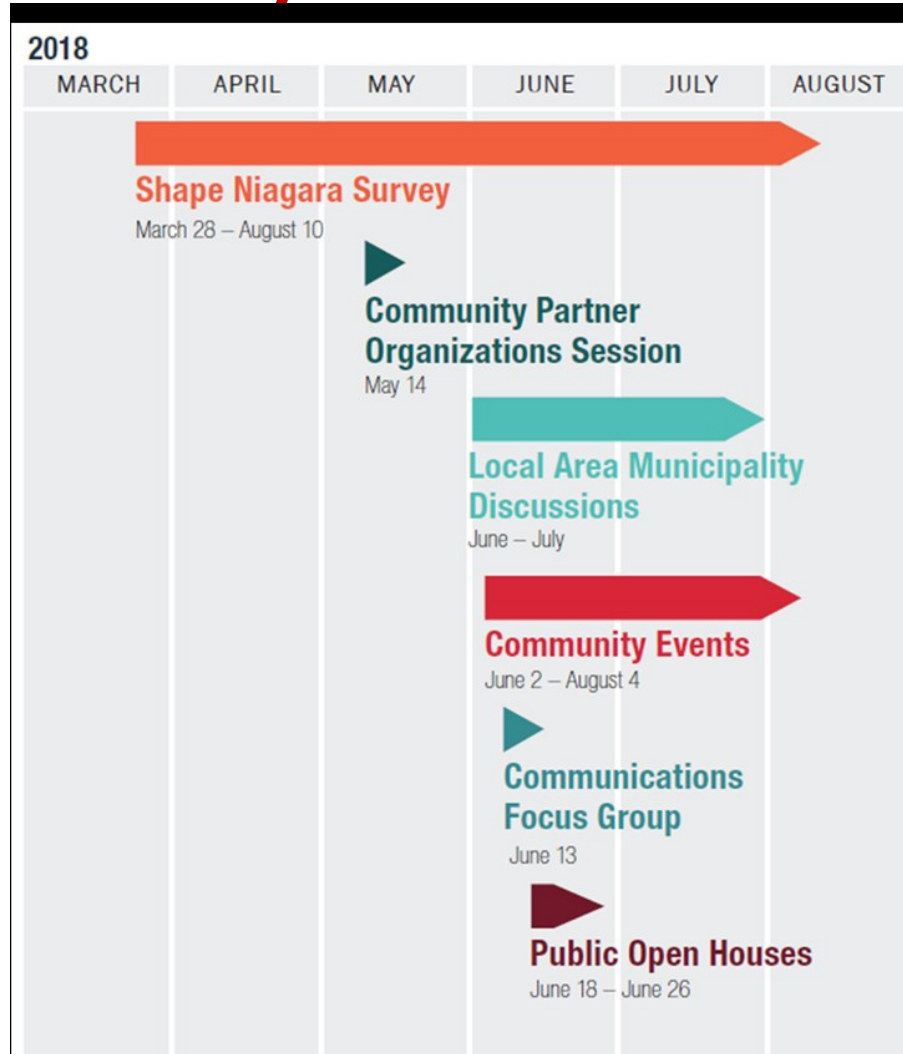 2018
MARCH APRIL MAY JUNE JULY AUGUST
Shape Niagara Survey
March 28 – August 10
Community Partner
Organizations Session
May 14
Local Area Municipality
Discussions
June – July
Community Events
June 2 – August 4
Communications
Focus Group
June 13
Public Open Houses
June 18 – June 26